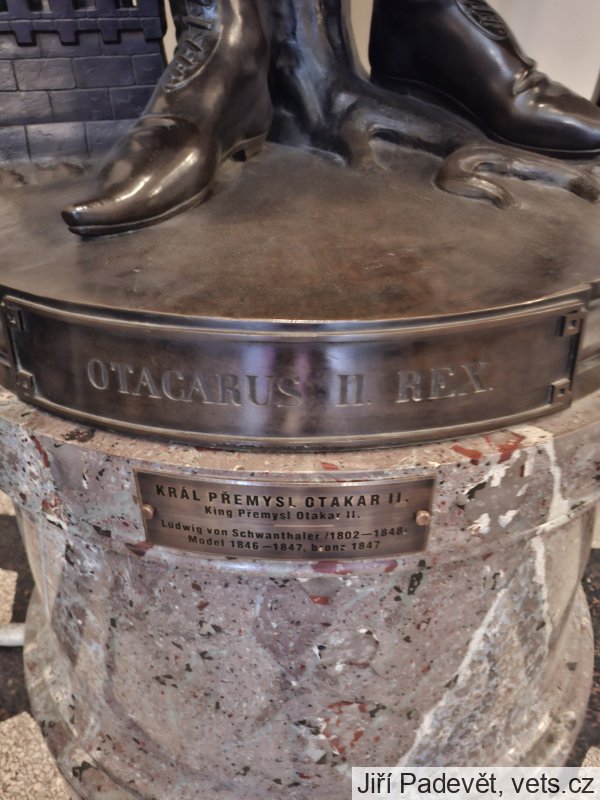 OTACARUS II. REX.
KRÁL PŘEMYSL OTAKAR II.
King Přemysl Otakar II.
Ludwig von Schwanthaler /1802—1848.
Model 1846—1847, bronz 1847
Jiří Padevět, vets.cz